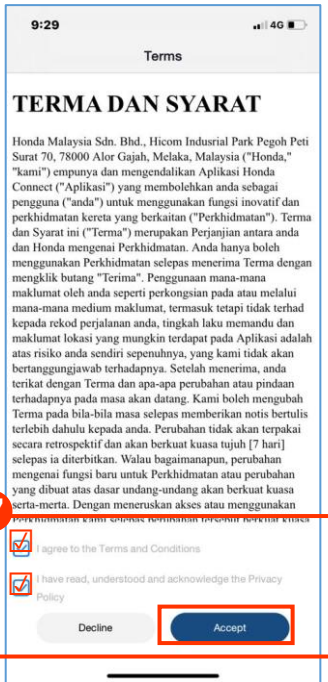 9:29
4G
Terms
TERMA DAN SYARAT
Honda Malaysia Sdn. Bhd., Hicom Indusrial Park Pegoh Peti
Surat 70, 78000 Alor Gajah, Melaka, Malaysia ("Honda,"
"kami") empunya dan mengendalikan Aplikasi Honda
Connect ("Aplikasi") yang membolehkan anda sebagai
pengguna ("anda") untuk menggunakan fungsi inovatif dan
perkhidmatan kereta yang berkaitan ("Perkhidmatan"). Terma
dan Syarat ini ("Terma") merupakan Perjanjian antara anda
dan Honda mengenai Perkhidmatan. Anda hanya boleh
menggunakan Perkhidmatan selepas menerima Terma dengan
mengklik butang "Terima". Penggunaan mana-mana
maklumat oleh anda seperti perkongsian pada atau melalui
mana-mana medium maklumat, termasuk tetapi tidak terhad
kepada rekod perjalanan anda, tingkah laku memandu dan
maklumat lokasi yang mungkin terdapat pada Aplikasi adalah
atas risiko anda sendiri sepenuhnya, yang kami tidak akan
bertanggungjawab terhadapnya. Setelah menerima, anda
terikat dengan Terma dan apa-apa perubahan atau pindaan
terhadapnya pada masa akan datang. Kami boleh mengubah
Terma pada bila-bila masa selepas memberikan notis bertulis
terlebih dahulu kepada anda. Perubahan tidak akan terpakai
secara retrospektif dan akan berkuat kuasa tujuh [7 hari]
selepas ia diterbitkan. Walau bagaimanapun, perubahan
mengenai fungsi baru untuk Perkhidmatan atau perubahan
yang dibuat atas dasar undang-undang akan berkuat kuasa
serta-merta. Dengan meneruskan akses atau menggunakan
Perkhidmatan kami selepas perubahan tersebut berkuat kuasa
I agree to the Terms and Conditions
I have read, understood and acknowledge the Privacy
Policy
Decline
Accept